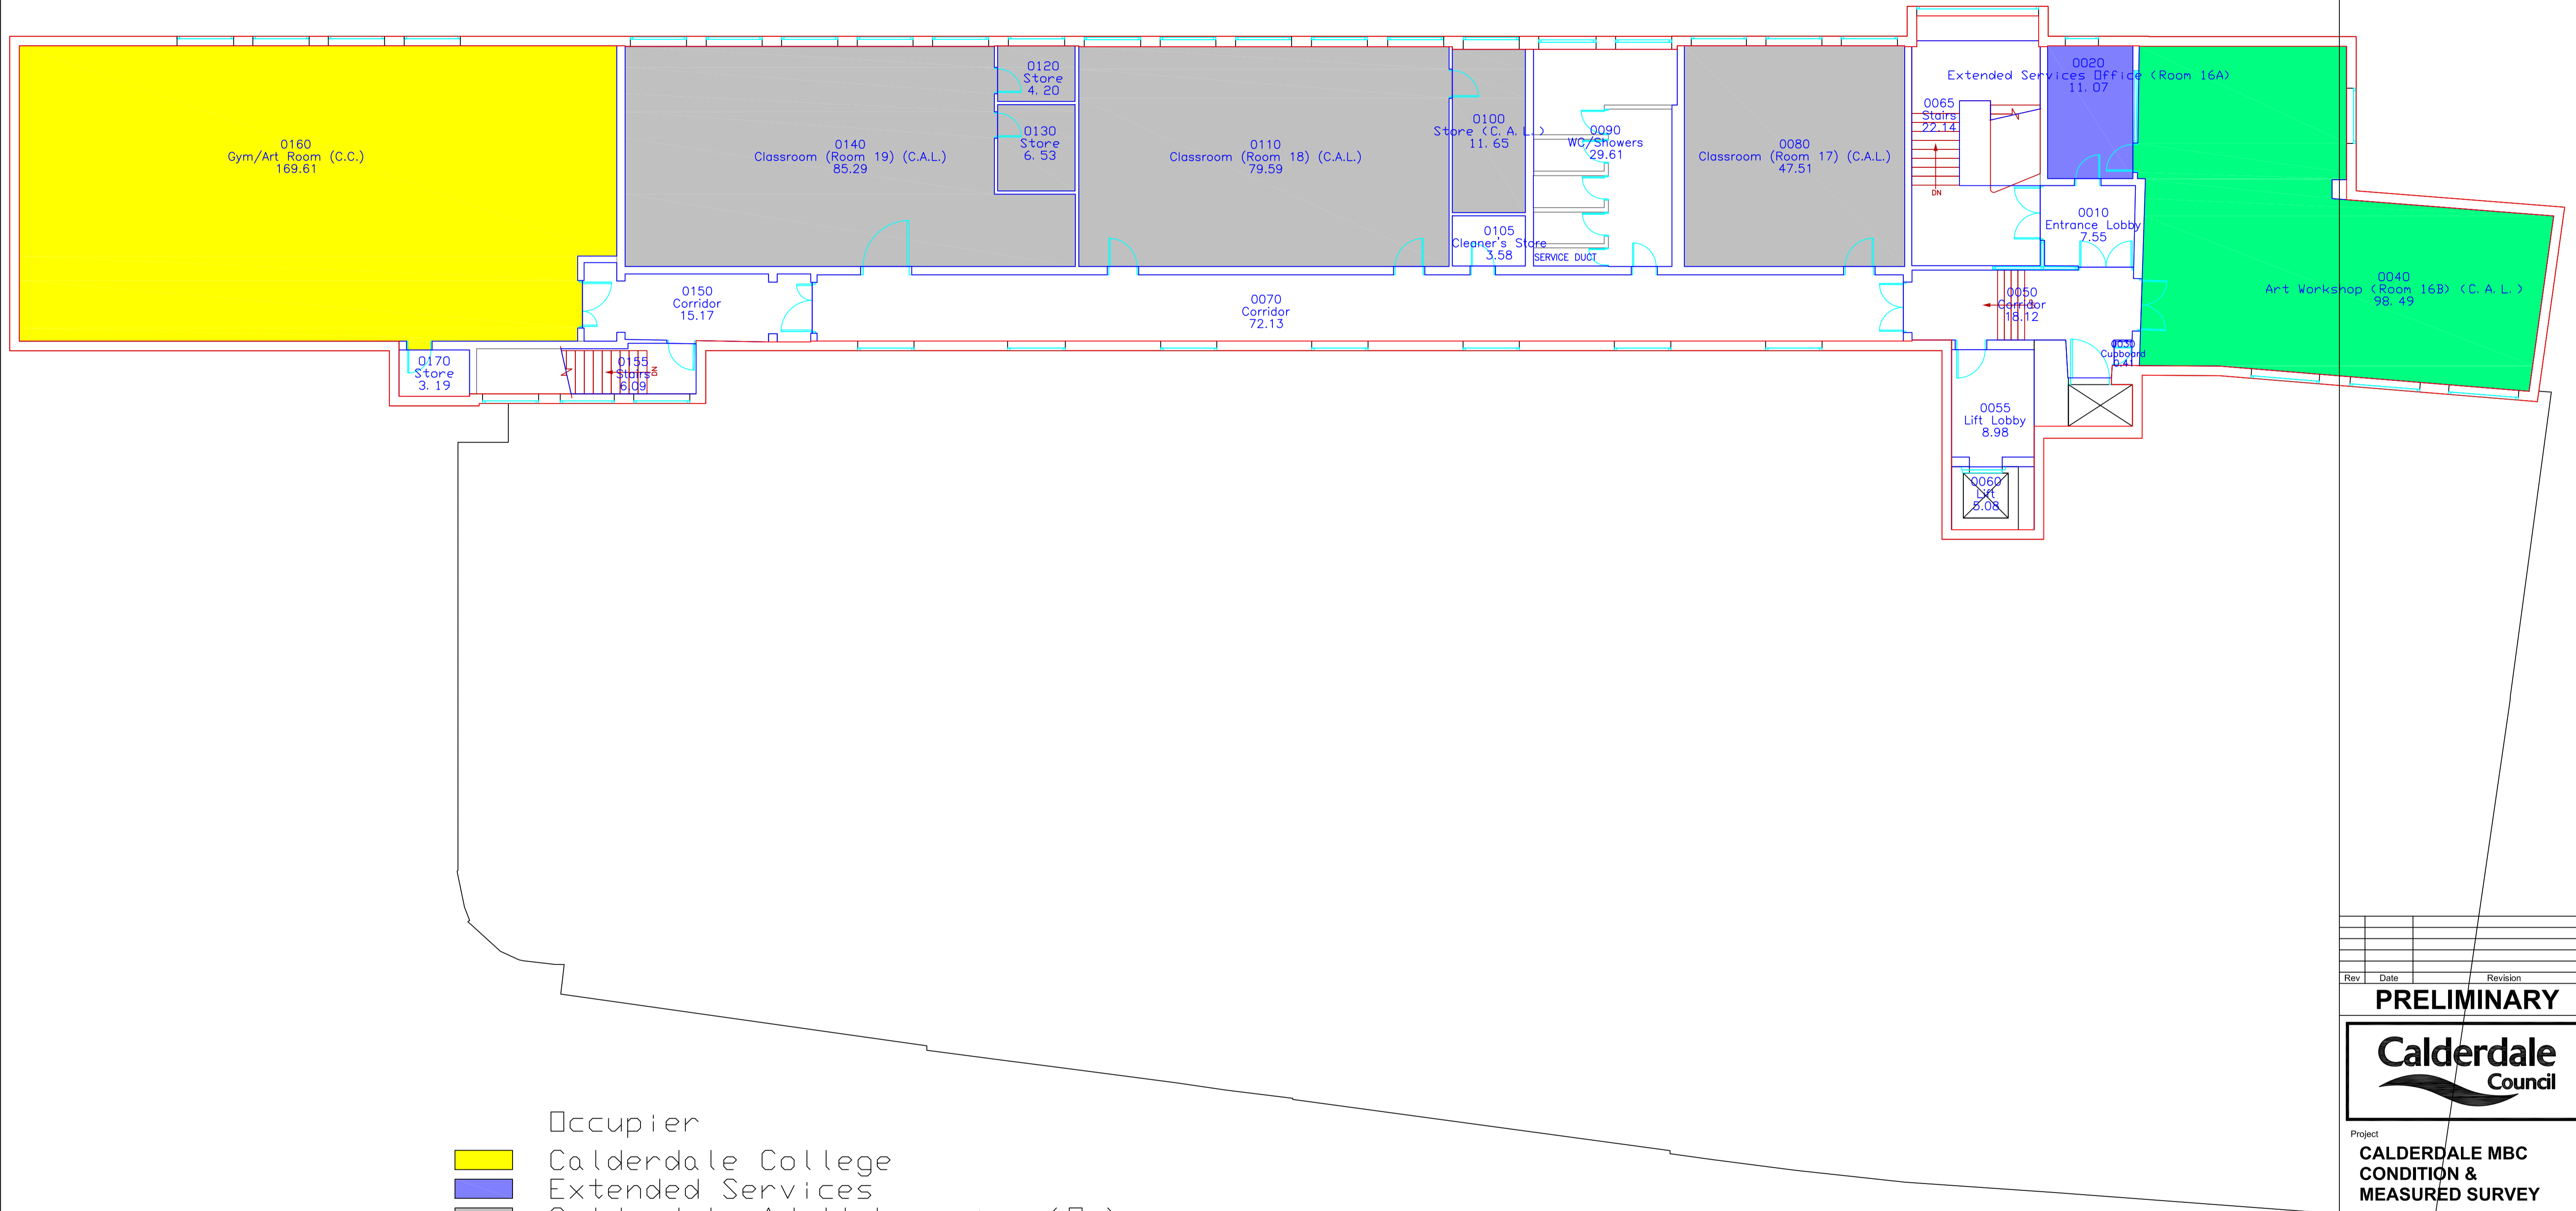 0160
Gym/Art Room (C.C.)
169.61
0140
Classroom (Room 19) (C.A.L.)
85.29
0120
Store
4.20
0130
Store
6.53
0110
Classroom (Room 18) (C.A.L.)
79.59
0100
Store (C.A.L.)
11.65
0105
Cleaner's Store
3.58
0090
WC/Showers
29.61
SERVICE DUCT
0080
Classroom (Room 17) (C.A.L.)
47.51
0065
Stairs
22.14
DN
0020
Extended Services Office (Room 16A)
11.07
0010
Entrance Lobby
7.55
0040
Art Workshop (Room 16B) (C.A.L.)
98.49
0150
Corridor
15.17
0070
Corridor
72.13
0050
Corridor
18.12
0030
Cupboard
0.41
0170
Store
3.19
0155
Stairs
6.09
DN
0055
Lift Lobby
8.98
0060
Lift
5.08
Occupier
Calderdale College
Extended Services
Rev Date Revision
PRELIMINARY
Calderdale
Council
Project
CALDERDALE MBC
CONDITION &
MEASURED SURVEY